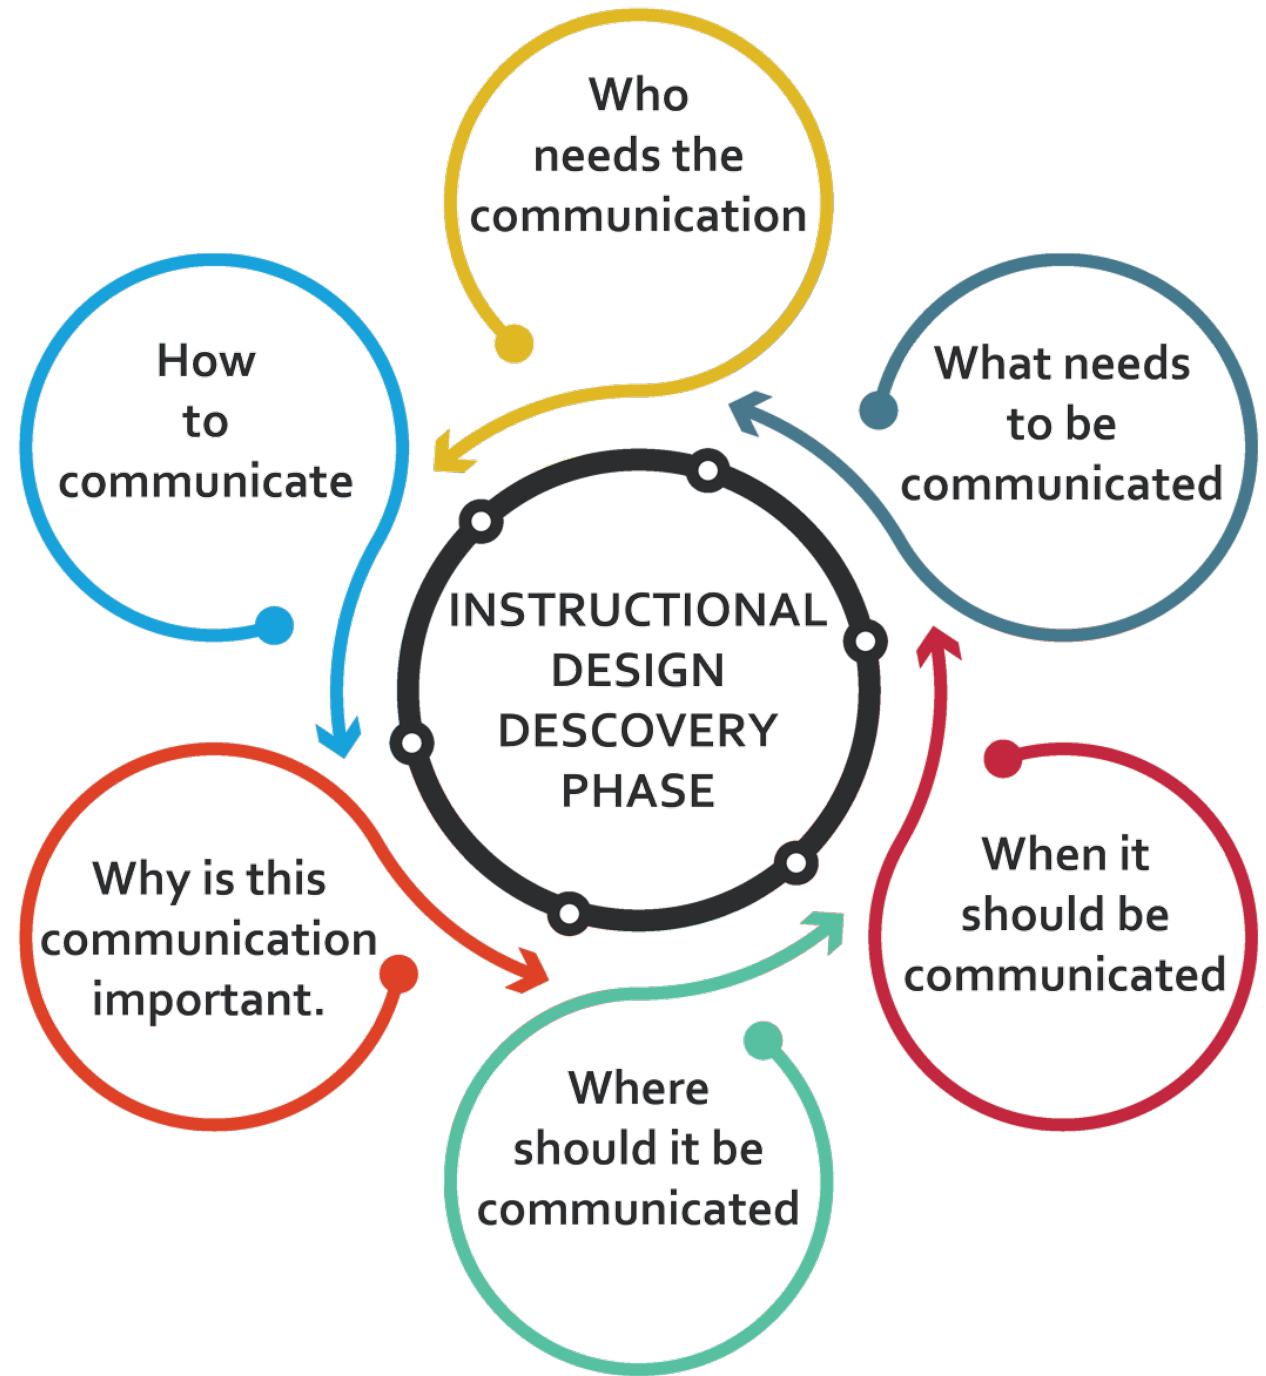 Who
needs the
communication
How
to
communicate
What needs
to be
communicated
INSTRUCTIONAL
DESIGN
DESCOVERY
PHASE
Why is this
communication
important.
When it
should be
communicated
Where
should it be
communicated